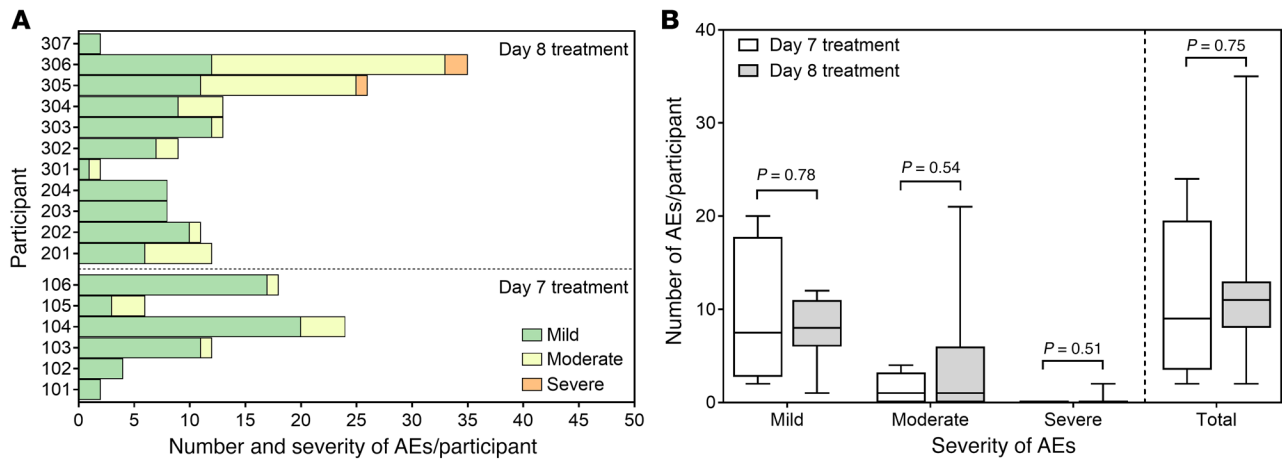 A
Participant
307
306
305
304
303
302
301
204
203
202
201
106
105
104
103
102
101
Day 8 treatment
Day 7 treatment
Mild
Moderate
Severe
0 5 10 15 20 25 30 35 40 45 50
Number and severity of AEs/participant
B
Number of AEs/participant
40
30
20
10
0
Day 7 treatment
Day 8 treatment
P = 0.78
P = 0.54
P = 0.51
P = 0.75
Mild Moderate Severe Total
Severity of AEs